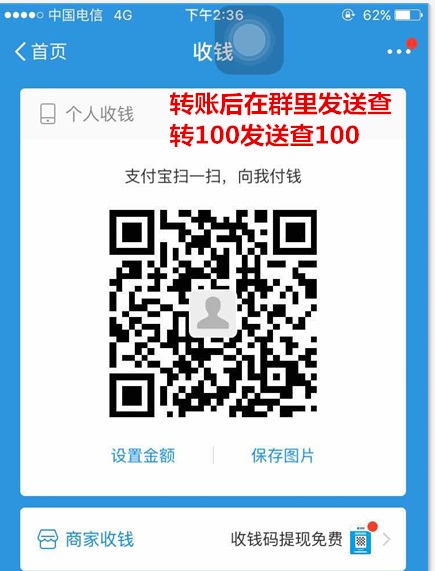 中国电信 4G 下午2:36 62%
首页 收钱
个人收钱
转账后在群里发送查
转100发送查100
支付宝扫一扫，向我付钱
设置金额 保存图片
商家收钱 收钱码提现免费